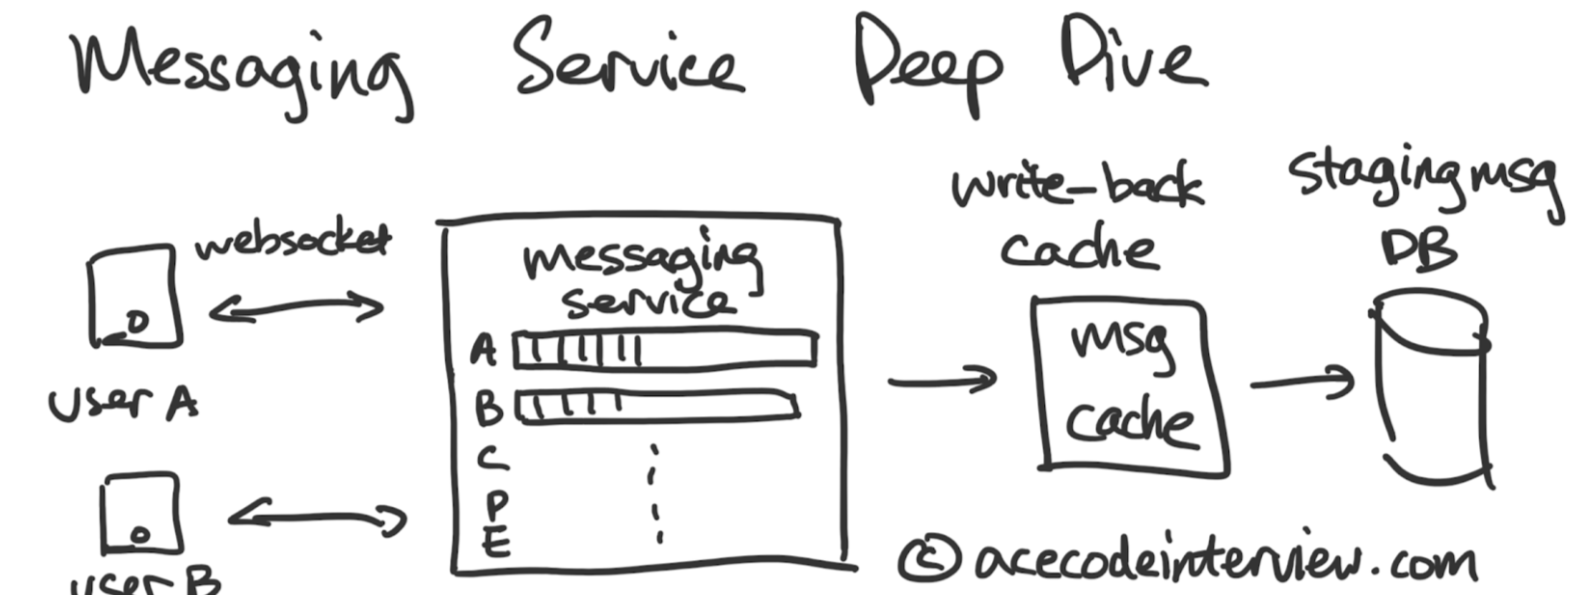 Messaging Service Deep Dive
write-back
cache
staging msg
DB
websocket
messaging
service
A
B
C
D
E
msg
cache
user A
user B
© acecodeinterview.com